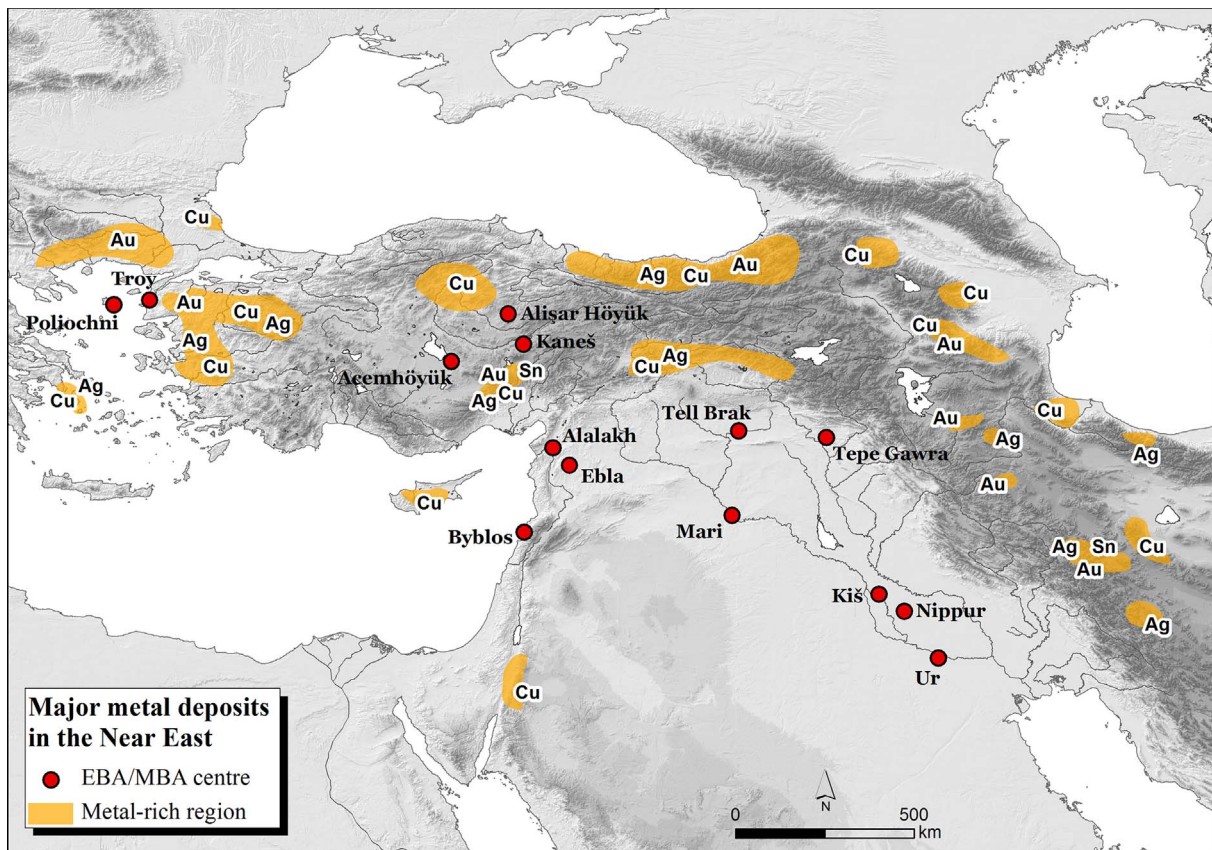 Cu
Au
Troy
Poliochni
Au
Cu
Ag
Ag
Cu
Ag
Cu
Cu
Alişar Höyük
Kaneš
Acemhöyük
Au
Sn
Cu
Ag
Ag
Cu
Au
Cu
Ag
Cu
Cu
Cu
Au
Tell Brak
Tepe Gawra
Alalakh
Ebla
Au
Ag
Cu
Ag
Au
Cu
Byblos
Mari
Ag
Sn
Au
Cu
Kiš
Nippur
Ag
Ur
Cu
Major metal deposits
in the Near East
EBA/MBA centre
Metal-rich region
N
0
500
km